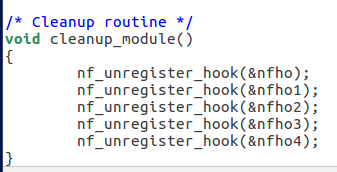 /* Cleanup routine */
void cleanup_module()
{
        nf_unregister_hook(&nfho);
        nf_unregister_hook(&nfho1);
        nf_unregister_hook(&nfho2);
        nf_unregister_hook(&nfho3);
        nf_unregister_hook(&nfho4);
}